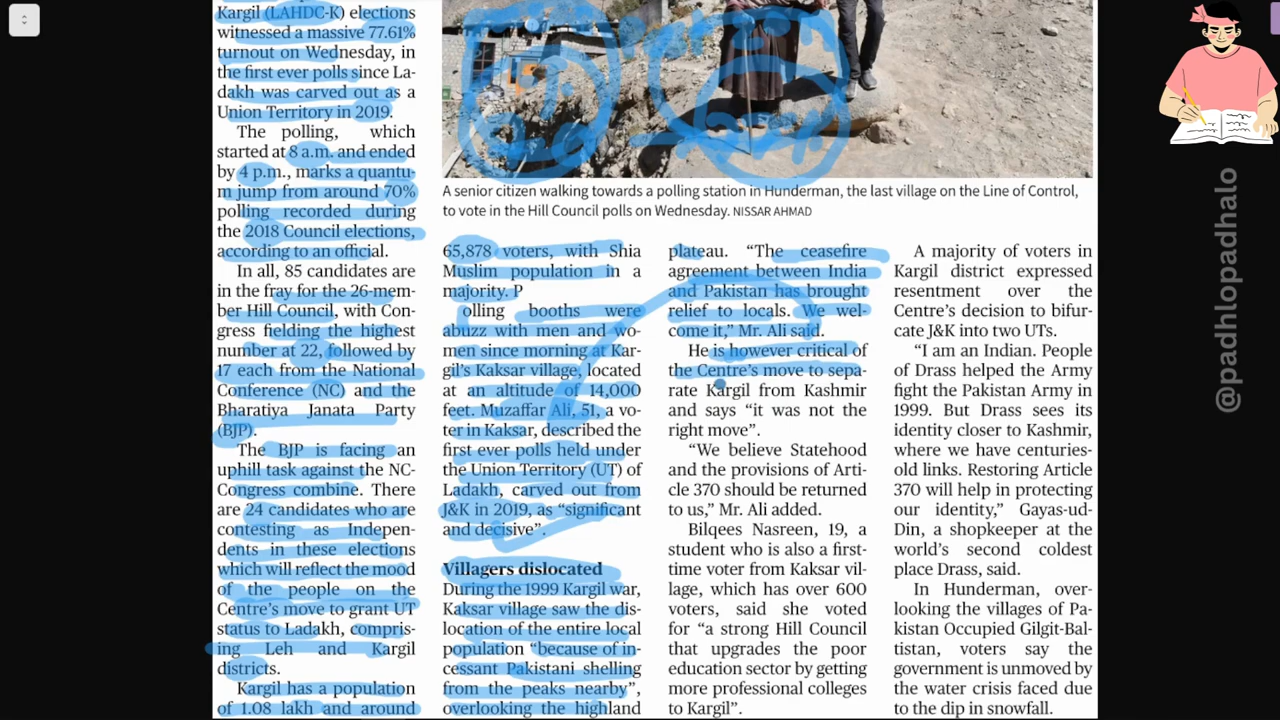 Kargil (LAHDC-K) elections
witnessed a massive 77.61%
turnout on Wednesday, in
the first ever polls since La-
dakh was carved out as a
Union Territory in 2019.
The polling, which
started at 8 a.m. and ended
by 4 p.m., marks a quantu-
m jump from around 70%
polling recorded during
the 2018 Council elections,
according to an official.
In all, 85 candidates are
in the fray for the 26-mem-
ber Hill Council, with Con-
gress fielding the highest
number at 22, followed by
17 each from the National
Conference (NC) and the
Bharatiya Janata Party
(BJP).
The BJP is facing an
uphill task against the NC-
Congress combine. There
are 24 candidates who are
contesting as Indepen-
dents in these elections
which will reflect the mood
of the people on the
Centre's move to grant UT
status to Ladakh, compris-
ing Leh and Kargil
districts.
Kargil has a population
of 1.08 lakh and around
A senior citizen walking towards a polling station in Hunderman, the last village on the Line of Control,
to vote in the Hill Council polls on Wednesday. NISSAR AHMAD
65,878 voters, with Shia
Muslim population in a
majority. P
olling booths were
abuzz with men and wo-
men since morning at Kar-
gil's Kaksar village, located
at an altitude of 14,000
feet. Muzaffar Ali, 51, a vo-
ter in Kaksar, described the
first ever polls held under
the Union Territory (UT) of
Ladakh, carved out from
J&K in 2019, as “significant
and decisive”.
Villagers dislocated
During the 1999 Kargil war,
Kaksar village saw the dis-
location of the entire local
population “because of in-
cessant Pakistani shelling
from the peaks nearby”,
overlooking the highland
plateau. “The ceasefire
agreement between India
and Pakistan has brought
relief to locals. We wel-
come it,” Mr. Ali said.
He is however critical of
the Centre's move to sepa-
rate Kargil from Kashmir
and says “it was not the
right move”.
“We believe Statehood
and the provisions of Arti-
cle 370 should be returned
to us,” Mr. Ali added.
Bilqees Nasreen, 19, a
student who is also a first-
time voter from Kaksar vil-
lage, which has over 600
voters, said she voted
for “a strong Hill Council
that upgrades the poor
education sector by getting
more professional colleges
to Kargil”.
A majority of voters in
Kargil district expressed
resentment over the
Centre's decision to bifur-
cate J&K into two UTs.
“I am an Indian. People
of Drass helped the Army
fight the Pakistan Army in
1999. But Drass sees its
identity closer to Kashmir,
where we have centuries-
old links. Restoring Article
370 will help in protecting
our identity,” Gayas-ud-
Din, a shopkeeper at the
world's second coldest
place Drass, said.
In Hunderman, over-
looking the villages of Pa-
kistan Occupied Gilgit-Bal-
tistan, voters say the
government is unmoved by
the water crisis faced due
to the dip in snowfall.
@padhlopadhalo